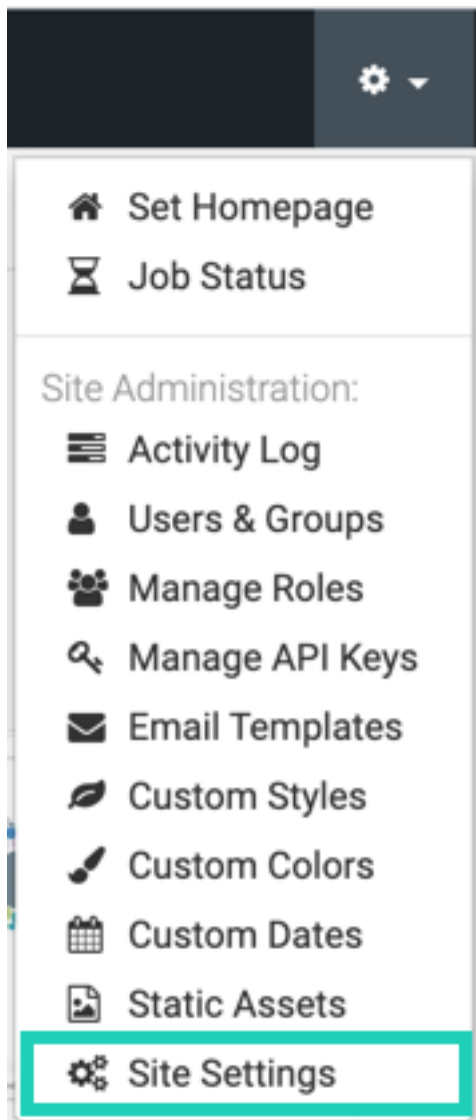 Set Homepage
Job Status
Site Administration:
Activity Log
Users & Groups
Manage Roles
Manage API Keys
Email Templates
Custom Styles
Custom Colors
Custom Dates
Static Assets
Site Settings